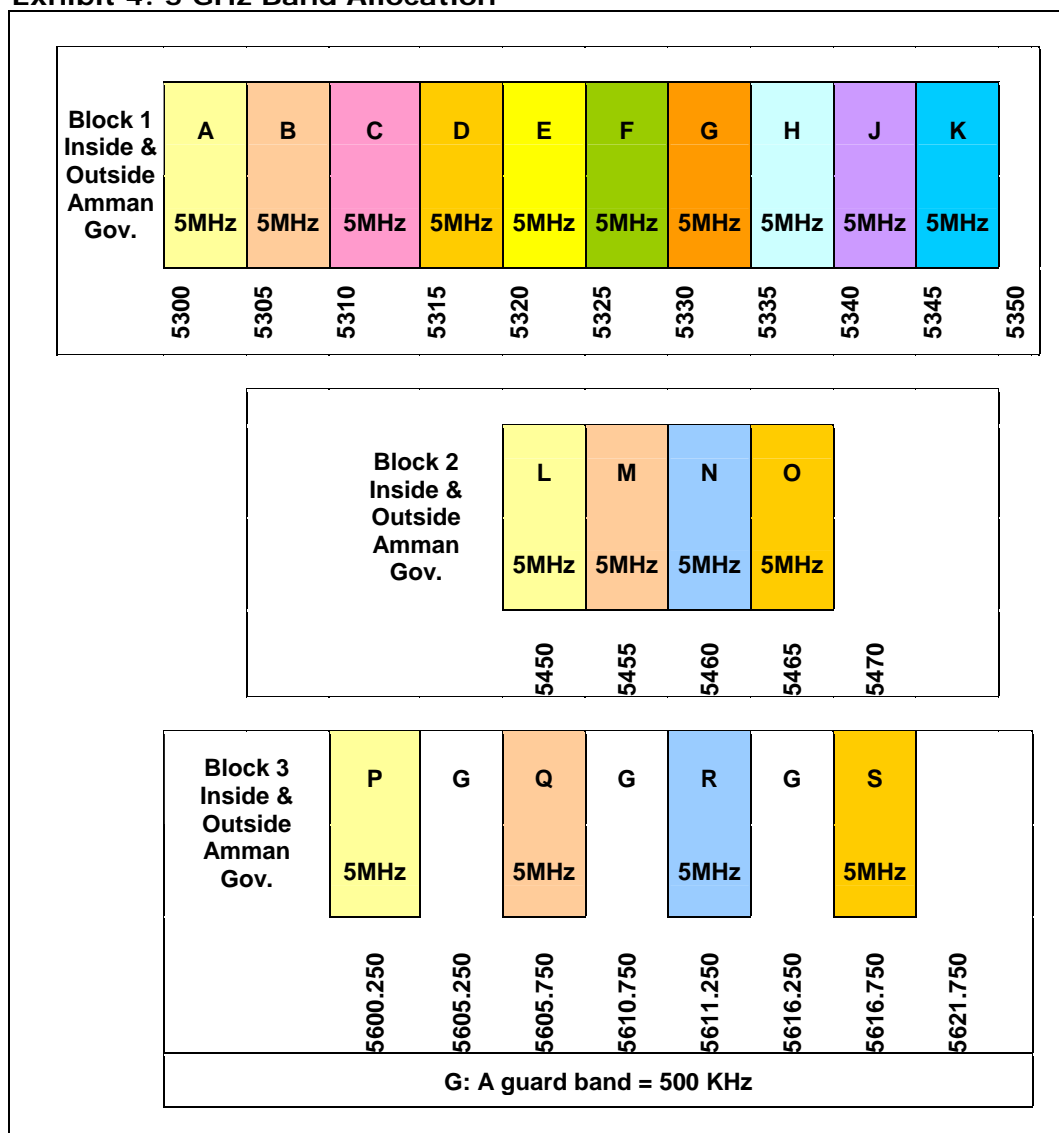 Exhibit 4: 5 GHz Band Allocation
Block 1
Inside &
Outside
Amman
Gov.
A B C D E F G H J K
5MHz 5MHz 5MHz 5MHz 5MHz 5MHz 5MHz 5MHz 5MHz 5MHz
5300 5305 5310 5315 5320 5325 5330 5335 5340 5345 5350
Block 2
Inside &
Outside
Amman
Gov.
L M N O
5MHz 5MHz 5MHz 5MHz
5450 5455 5460 5465 5470
Block 3
Inside &
Outside
Amman
Gov.
P G Q G R G S
5MHz 5MHz 5MHz 5MHz
5600.250 5605.250 5605.750 5610.750 5611.250 5616.250 5616.750 5621.750
G: A guard band = 500 KHz